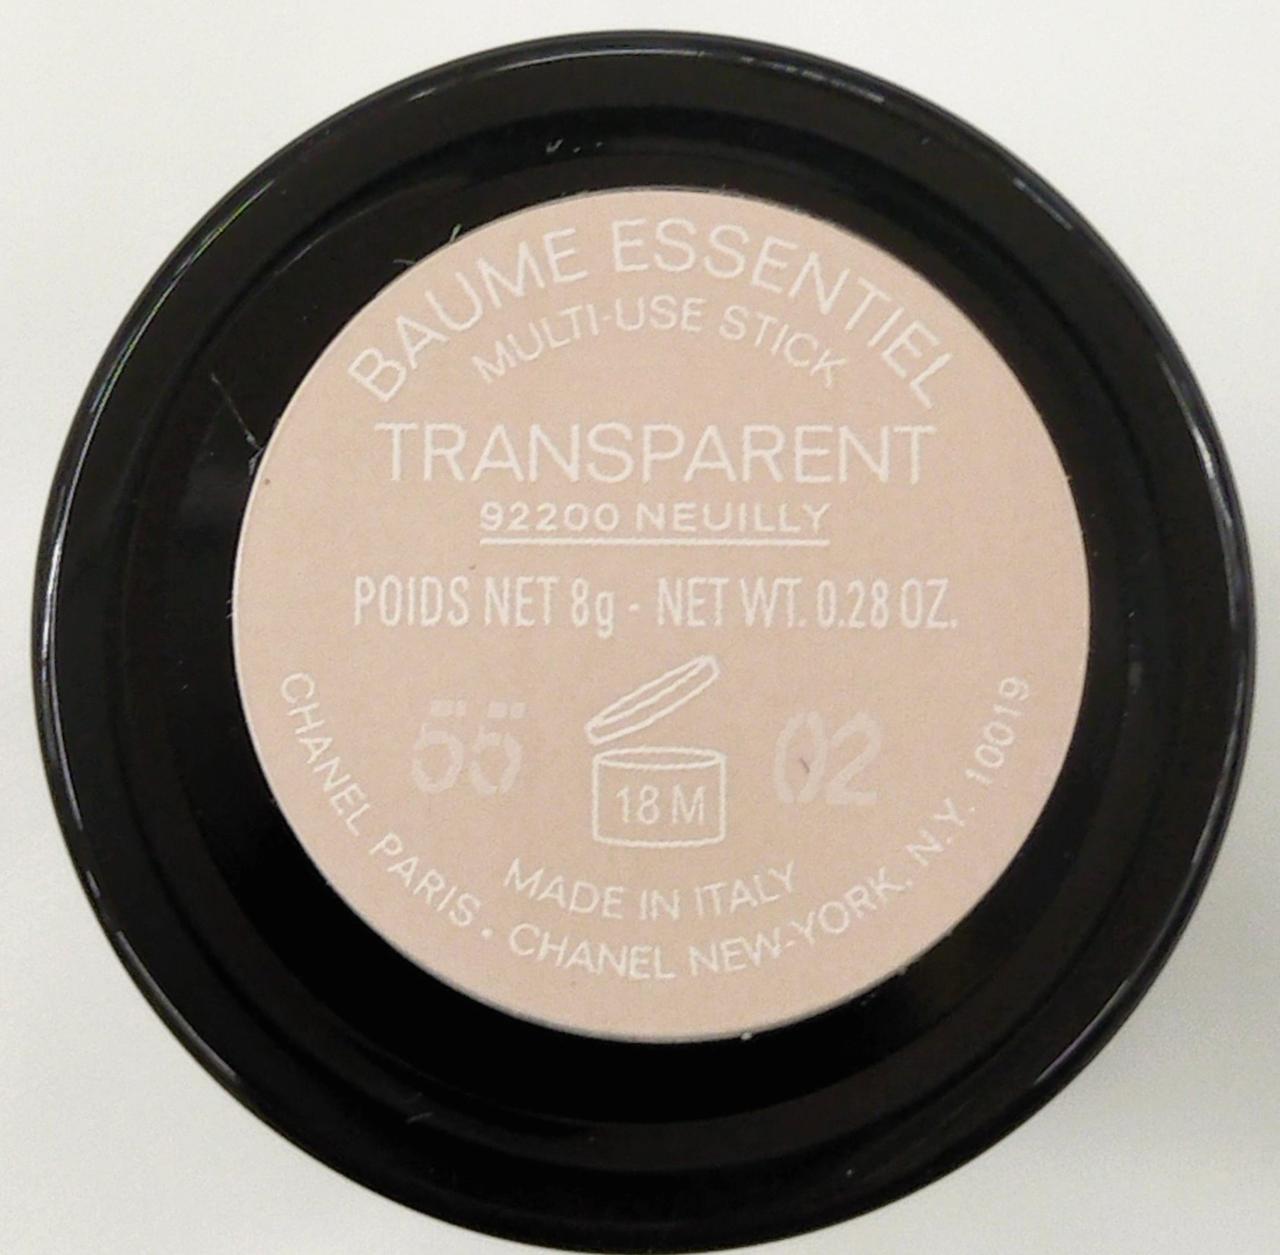 BAUME ESSENTIEL
MULTI-USE STICK
TRANSPARENT
92200 NEUILLY
POIDS NET 8g - NET WT. 0.28 OZ.
55
18 M
02
MADE IN ITALY
CHANEL PARIS . CHANEL NEW-YORK. N.Y. 10019